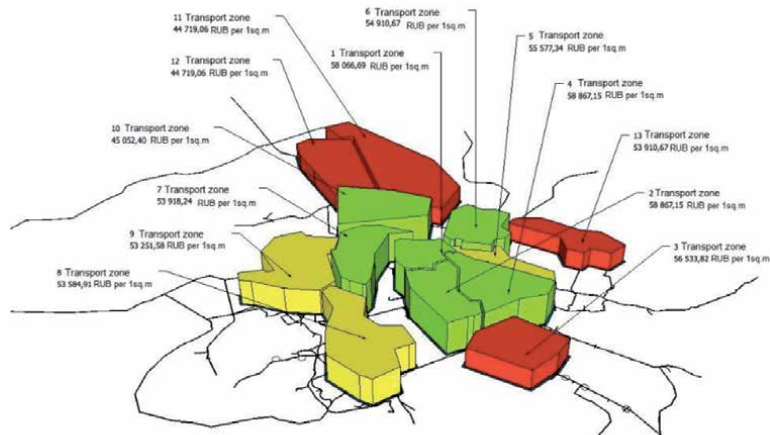 11 Transport zone
44 719,06 RUB per 1sq.m
6 Transport zone
54 910,67 RUB per 1sq.m
1 Transport zone
58 066,69 RUB per 1sq.m
5 Transport zone
55 577,34 RUB per 1sq.m
12 Transport zone
44 719,06 RUB per 1sq.m
4 Transport zone
58 867,15 RUB per 1sq.m
10 Transport zone
45 052,40 RUB per 1sq.m
13 Transport zone
53 910,67 RUB per 1sq.m
7 Transport zone
53 918,24 RUB per 1sq.m
2 Transport zone
58 867,15 RUB per 1sq.m
9 Transport zone
53 251,58 RUB per 1sq.m
3 Transport zone
56 533,82 RUB per 1sq.m
8 Transport zone
53 584,91 RUB per 1sq.m